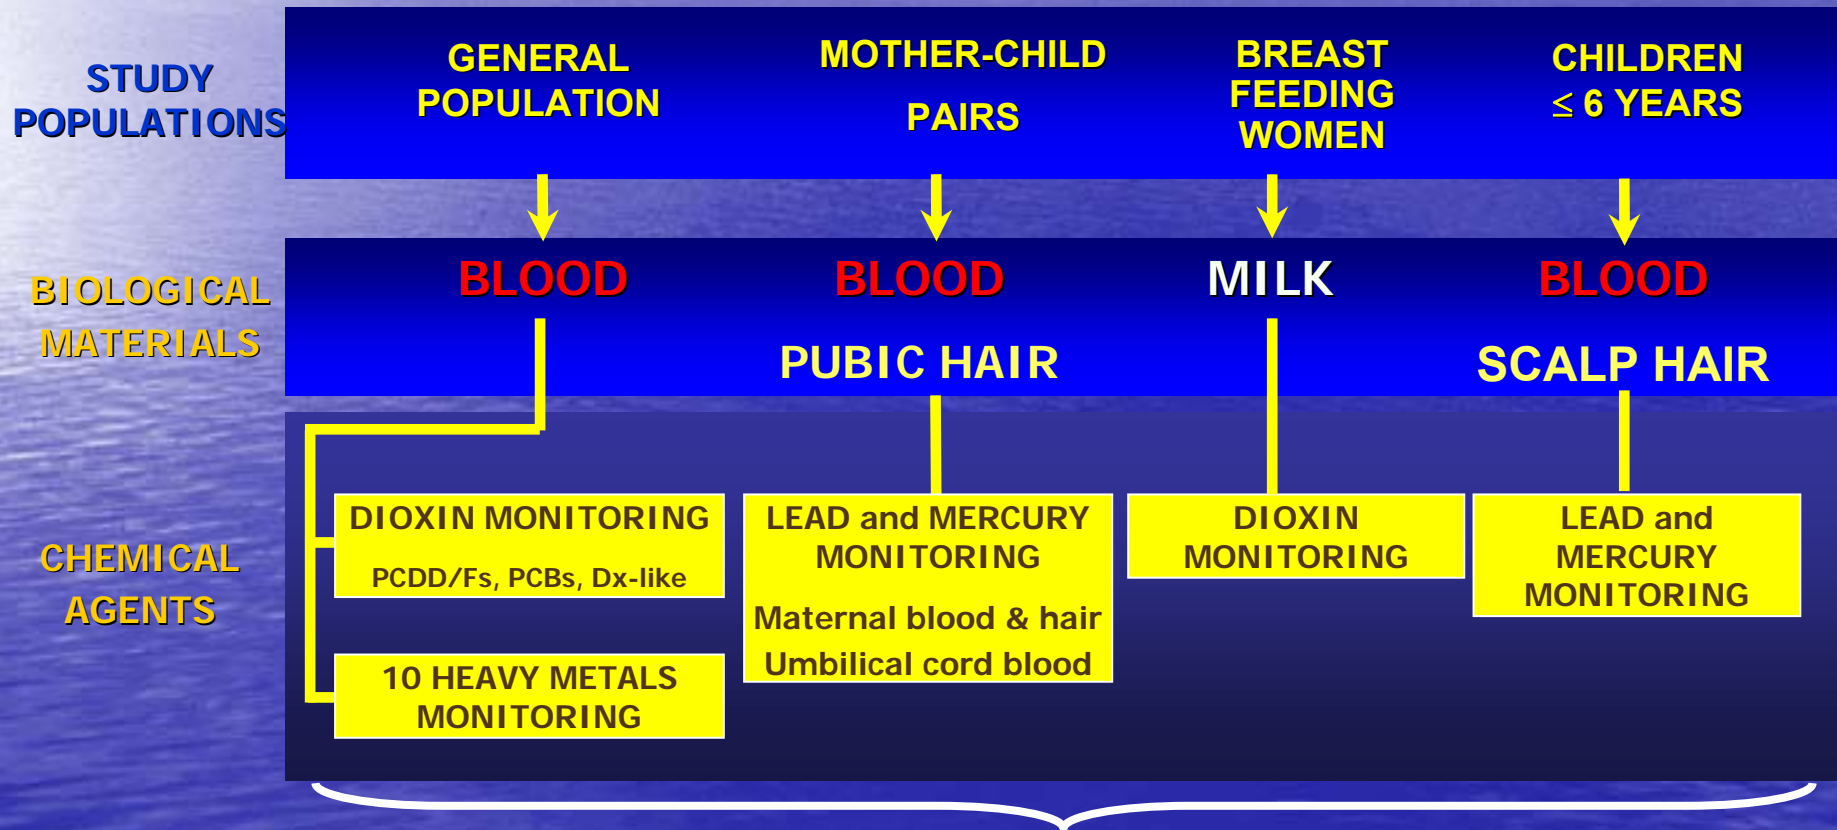 STUDY
POPULATIONS
GENERAL
POPULATION
MOTHER-CHILD
PAIRS
BREAST
FEEDING
WOMEN
CHILDREN
≤ 6 YEARS
BIOLOGICAL
MATERIALS
BLOOD
BLOOD
PUBIC HAIR
MILK
BLOOD
SCALP HAIR
CHEMICAL
AGENTS
DIOXIN MONITORING
PCDD/Fs, PCBs, Dx-like
10 HEAVY METALS
MONITORING
LEAD and MERCURY
MONITORING
Maternal blood & hair
Umbilical cord blood
DIOXIN
MONITORING
LEAD and
MERCURY
MONITORING